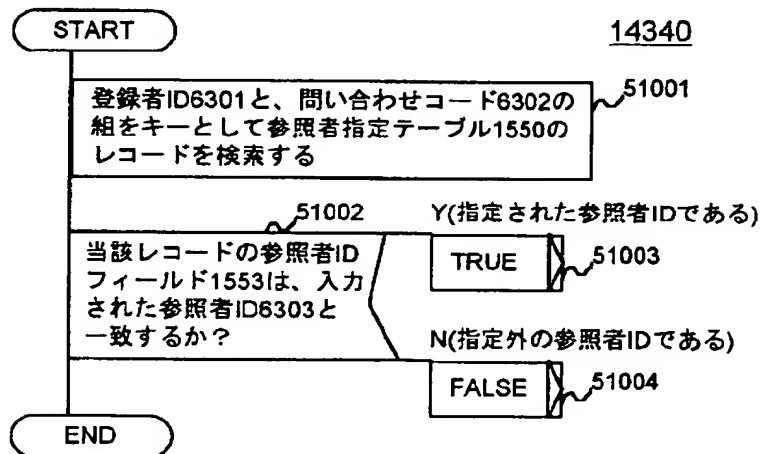 START
14340
登録者ID6301と、問い合わせコード6302の
組をキーとして参照者指定テーブル1550の
レコードを検索する
51001
51002
当該レコードの参照者ID
フィールド1553は、入力
された参照者ID6303と
一致するか？
Y(指定された参照者IDである)
TRUE
51003
N(指定外の参照者IDである)
FALSE
51004
END